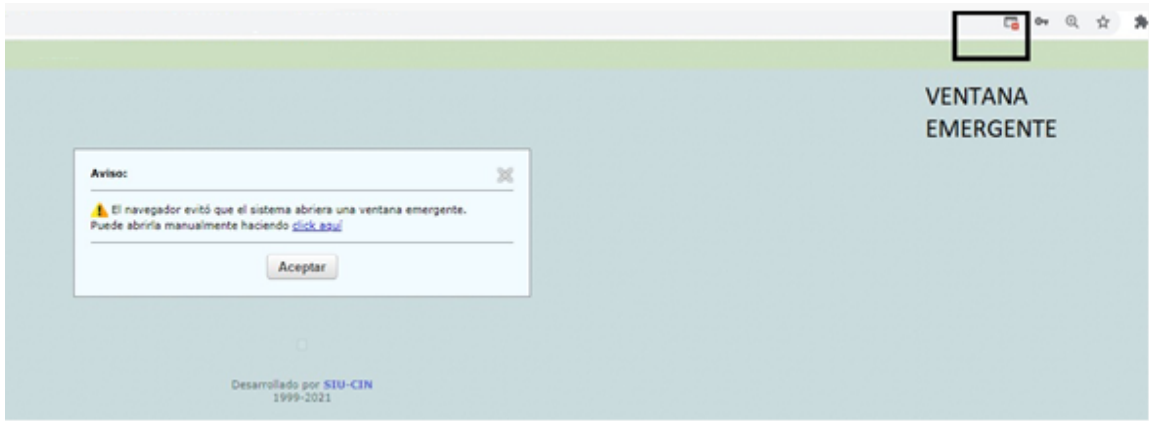 VENTANA
EMERGENTE
Aviso:
El navegador evitó que el sistema abriera una ventana emergente.
Puede abrirla manualmente haciendo click aquí
Aceptar
Desarrollado por SIU-CIN
1999-2021